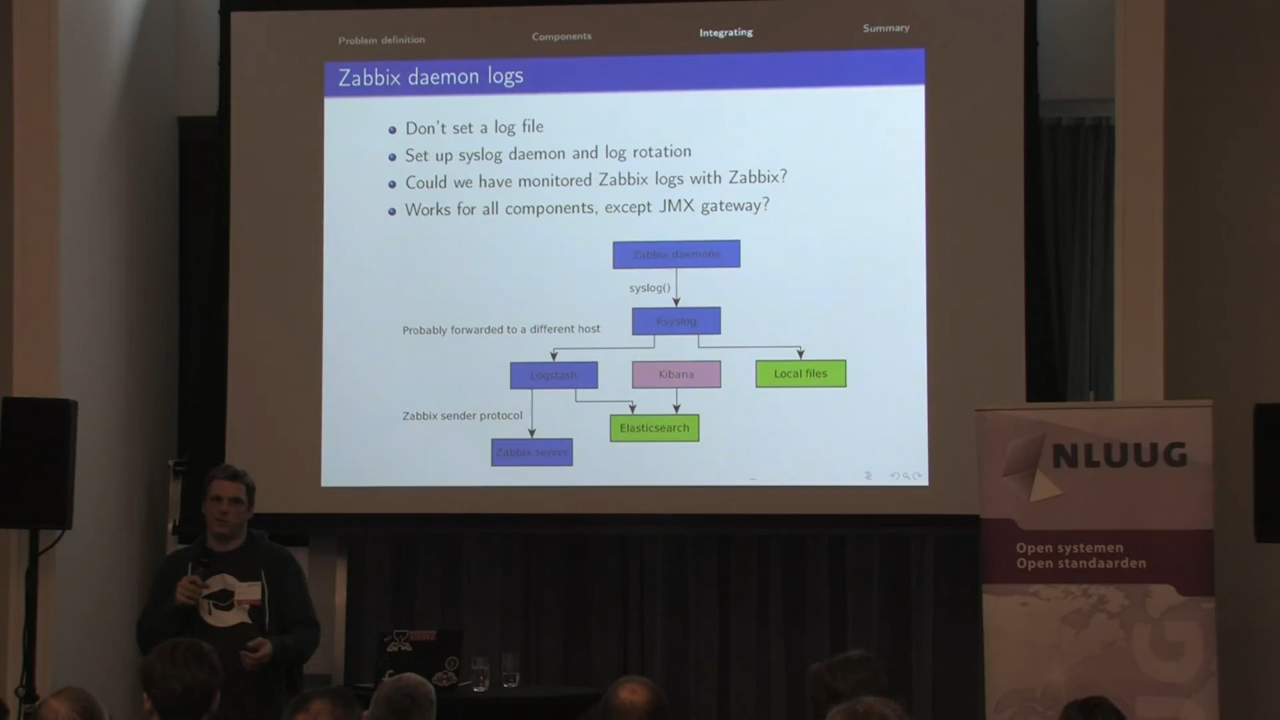 Problem definition
Components
Integrating
Summary
Zabbix daemon logs
Don't set a log file
Set up syslog daemon and log rotation
Could we have monitored Zabbix logs with Zabbix?
Works for all components, except JMX gateway?
Zabbix daemons
syslog()
Rsyslog
Probably forwarded to a different host
Logstash
Kibana
Local files
Zabbix sender protocol
Elasticsearch
Zabbix server
NLUUG
Open systemen
Open standaarden